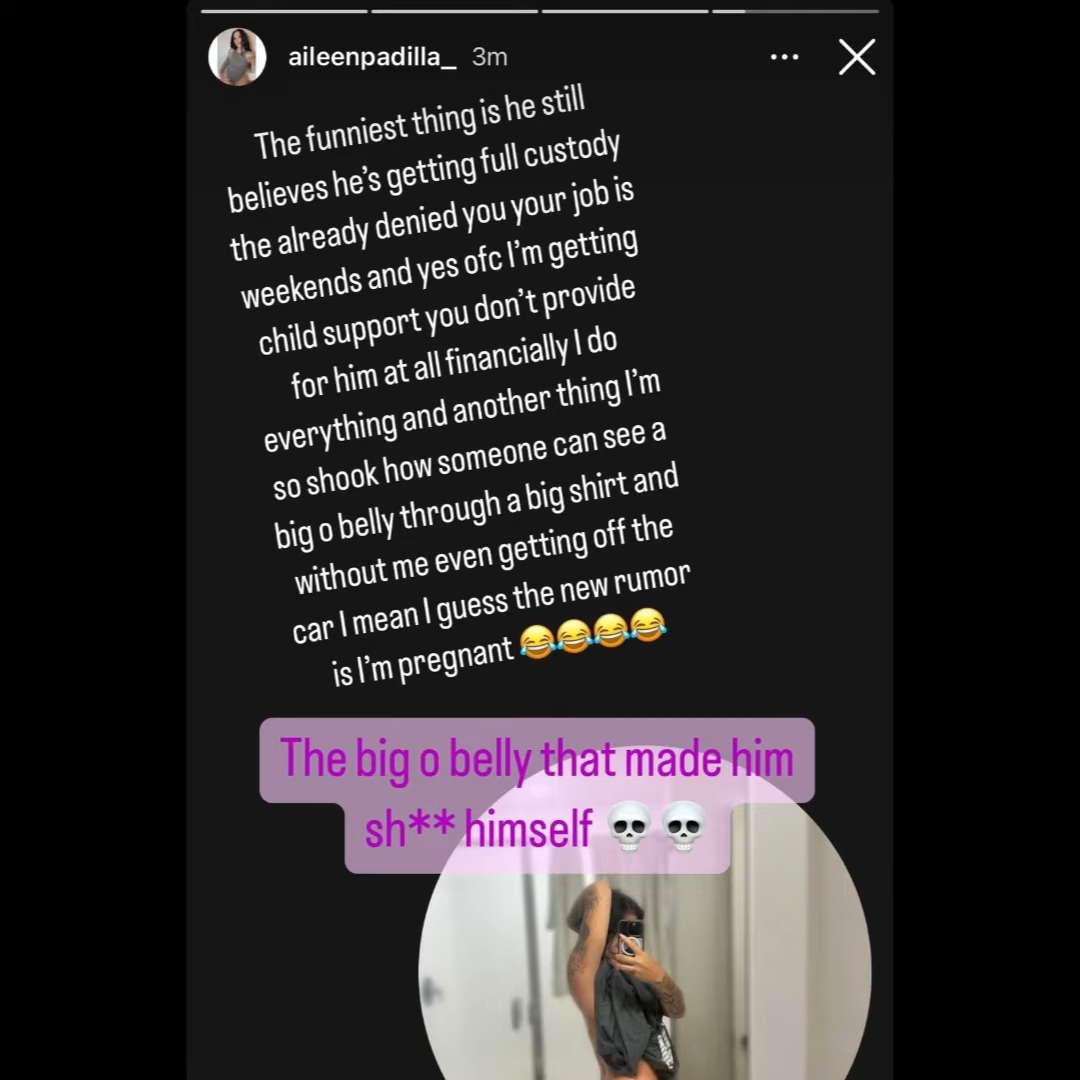 aileenpadilla_ 3m
The funniest thing is he still
believes he's getting full custody
the already denied you your job is
weekends and yes ofc I'm getting
child support you don't provide
for him at all financially I do
everything and another thing I'm
so shook how someone can see a
big o belly through a big shirt and
without me even getting off the
car I mean I guess the new rumor
is I'm pregnant 😂😂😂😂
The big o belly that made him
sh** himself 💀💀